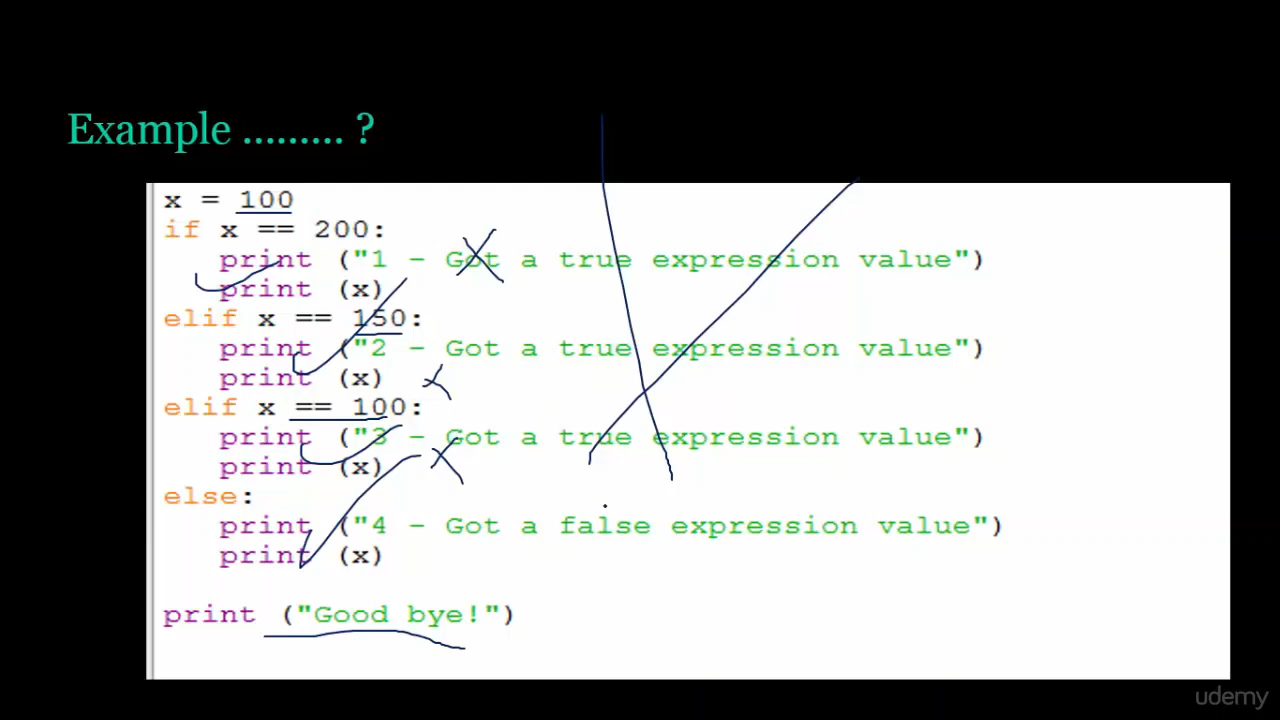 Example ......... ?
x = 100
if x == 200:
   print ("1 - Got a true expression value")
   print (x)
elif x == 150:
   print ("2 - Got a true expression value")
   print (x)
elif x == 100:
   print ("3 - Got a true expression value")
   print (x)
else:
   print ("4 - Got a false expression value")
   print (x)
print ("Good bye!")
udemy